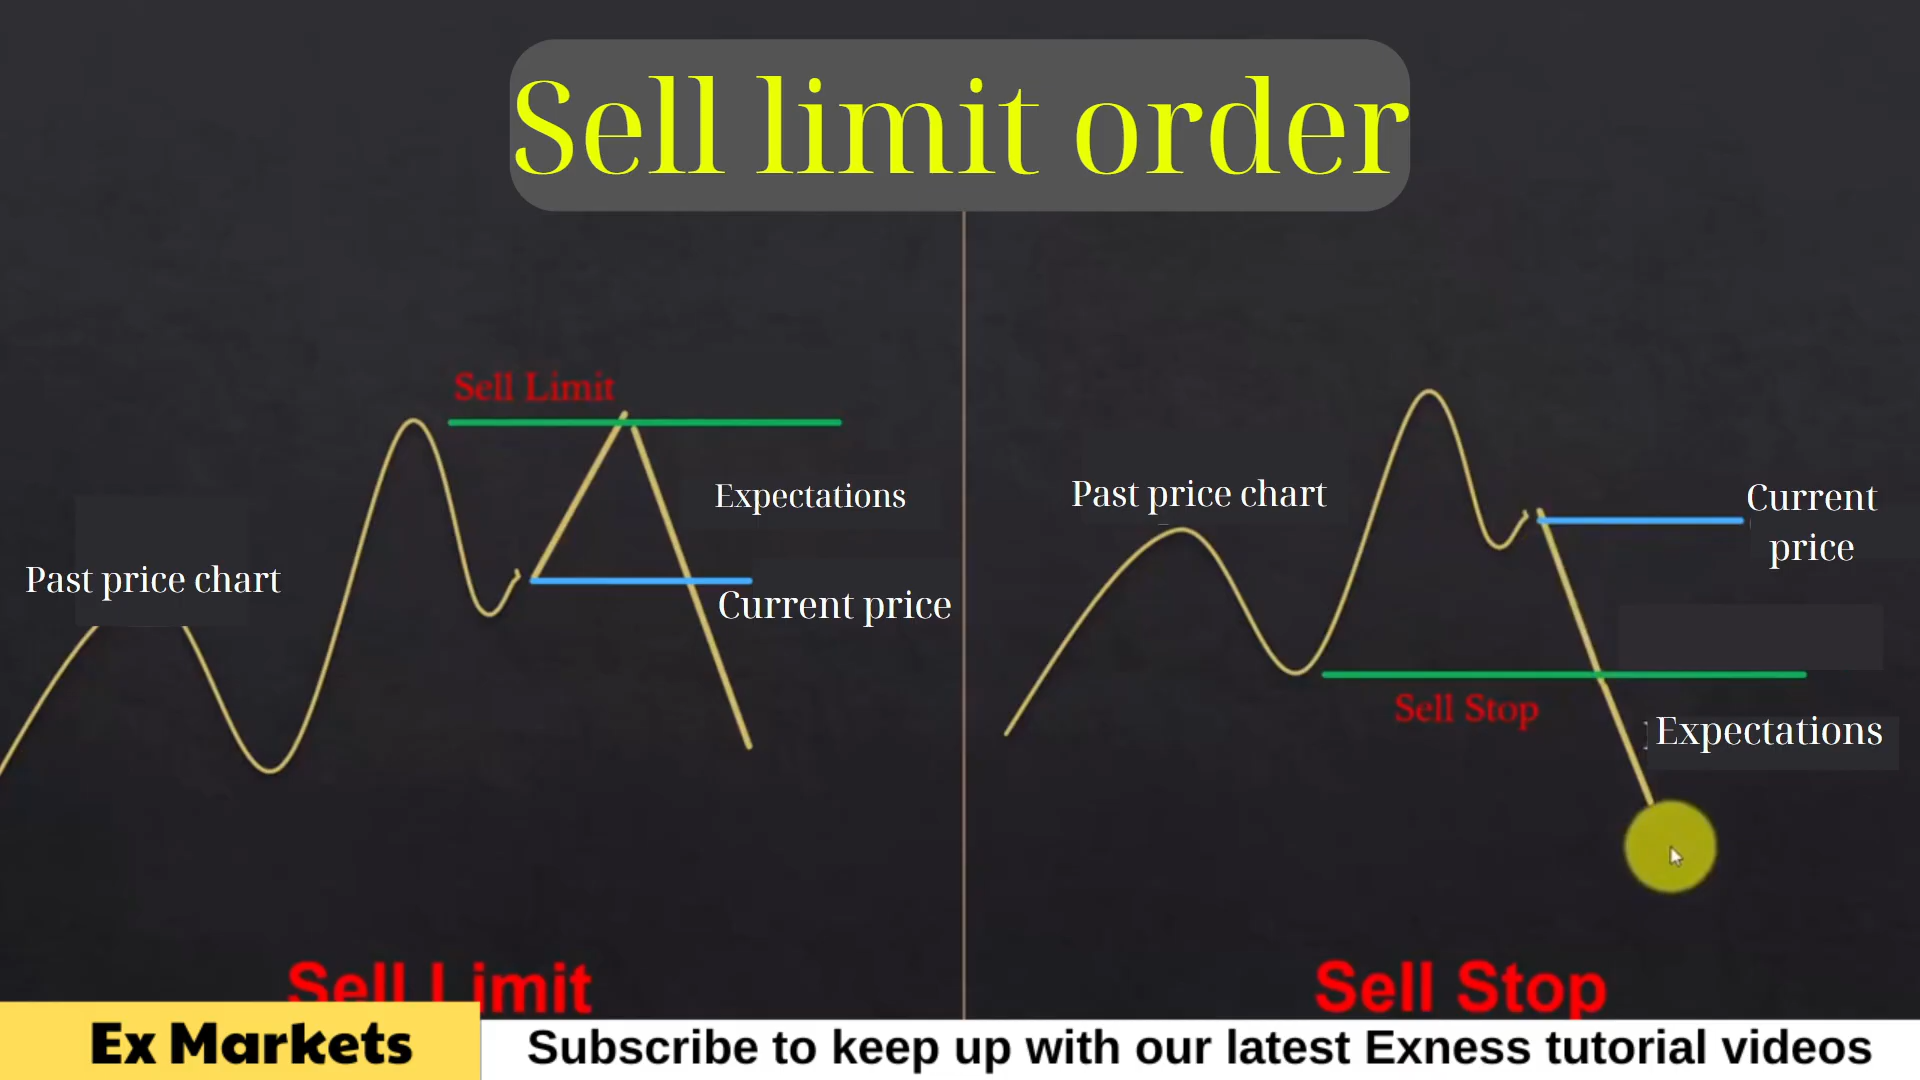 Sell limit order
Sell Limit
Expectations
Past price chart
Current price
Past price chart
Current
price
Sell Stop
Expectations
Sell Limit
Sell Stop
Ex Markets
Subscribe to keep up with our latest Exness tutorial videos